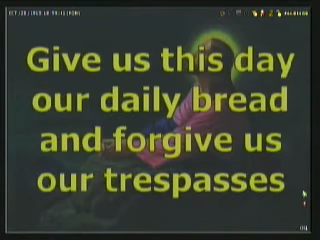 Give us this day
our daily bread
and forgive us
our trespasses